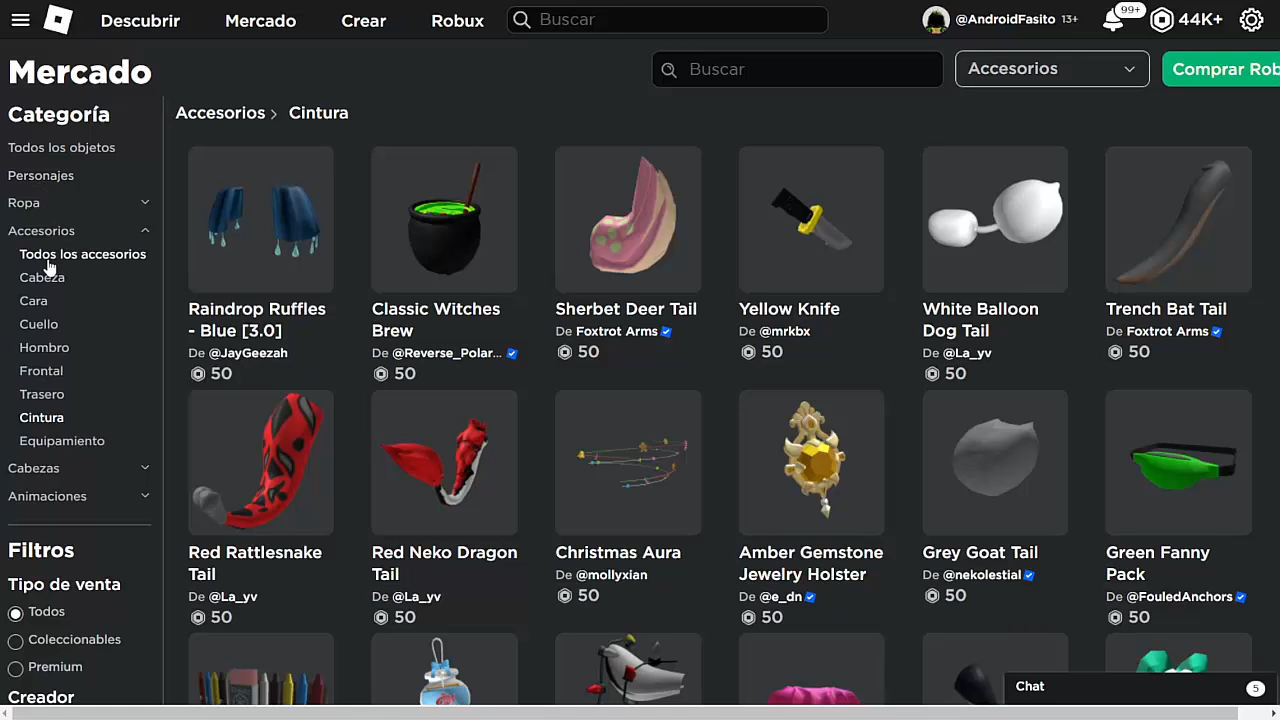 Descubrir Mercado Crear Robux Buscar @AndroidFasito 13+ 99+ 44K+
Mercado Buscar Accesorios Comprar Rob
Categoría
Todos los objetos
Personajes
Ropa
Accesorios
Todos los accesorios
Cabeza
Cara
Cuello
Hombro
Frontal
Trasero
Cintura
Equipamiento
Cabezas
Animaciones
Filtros
Tipo de venta
Todos
Coleccionables
Premium
Creador
Accesorios > Cintura
Raindrop Ruffles
- Blue [3.0]
De @JayGeezah
50
Classic Witches
Brew
De @Reverse_Polar...
50
Sherbet Deer Tail
De Foxtrot Arms
50
Yellow Knife
De @mrkbx
50
White Balloon
Dog Tail
De @La_yv
50
Trench Bat Tail
De Foxtrot Arms
50
Red Rattlesnake
Tail
De @La_yv
50
Red Neko Dragon
Tail
De @La_yv
50
Christmas Aura
De @mollyxian
50
Amber Gemstone
Jewelry Holster
De @e_dn
50
Grey Goat Tail
De @nekolestial
50
Green Fanny
Pack
De @FouledAnchors
50
Chat 5